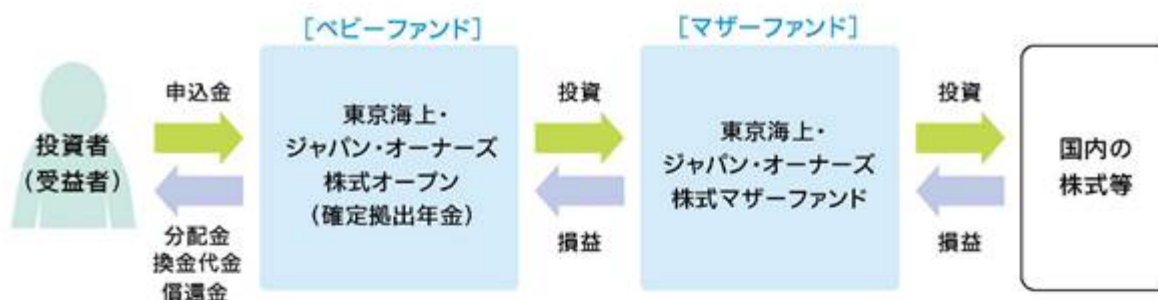 [ベビーファンド]
[マザーファンド]
投資者
(受益者)
申込金
分配金
換金代金
償還金
東京海上・
ジャパン・オーナーズ
株式オープン
(確定拠出年金)
投資
損益
東京海上・
ジャパン・オーナーズ
株式マザーファンド
投資
損益
国内の
株式等